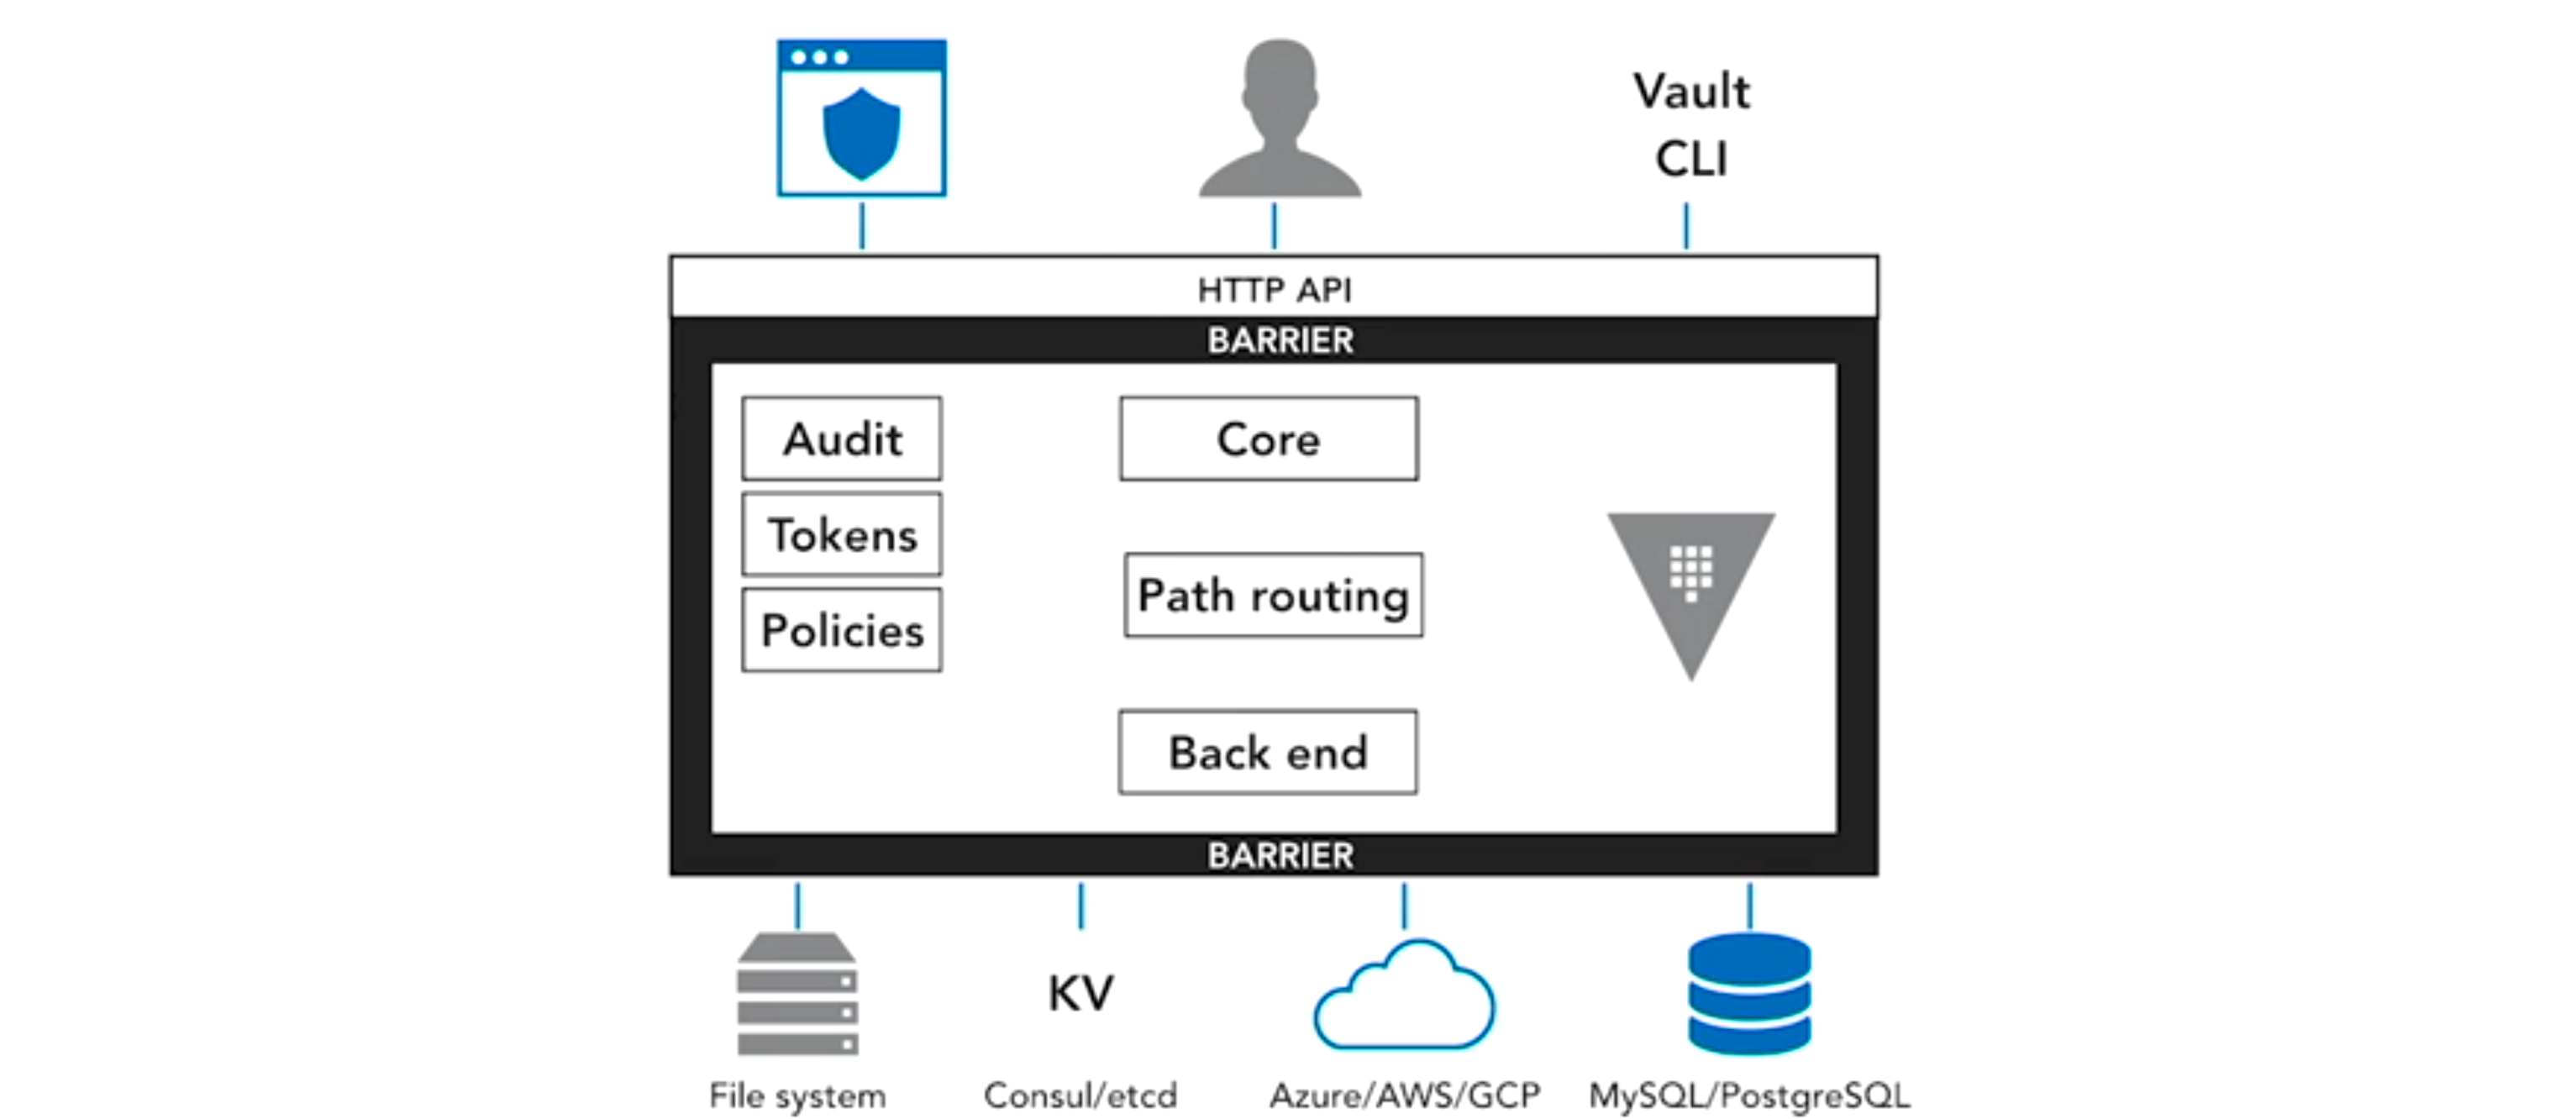 Vault
CLI
HTTP API
BARRIER
Audit
Core
Tokens
Path routing
Policies
Back end
BARRIER
KV
File system
Consul/etcd
Azure/AWS/GCP
MySQL/PostgreSQL